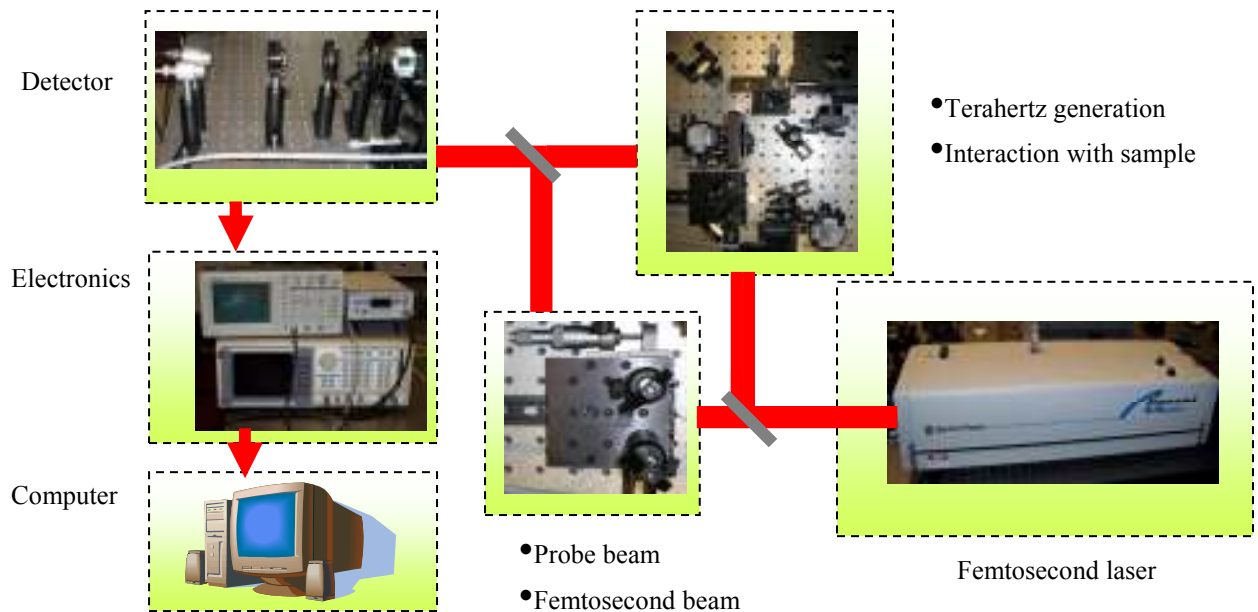 Detector
•Terahertz generation
•Interaction with sample
Electronics
Computer
•Probe beam
•Femtosecond beam
Femtosecond laser